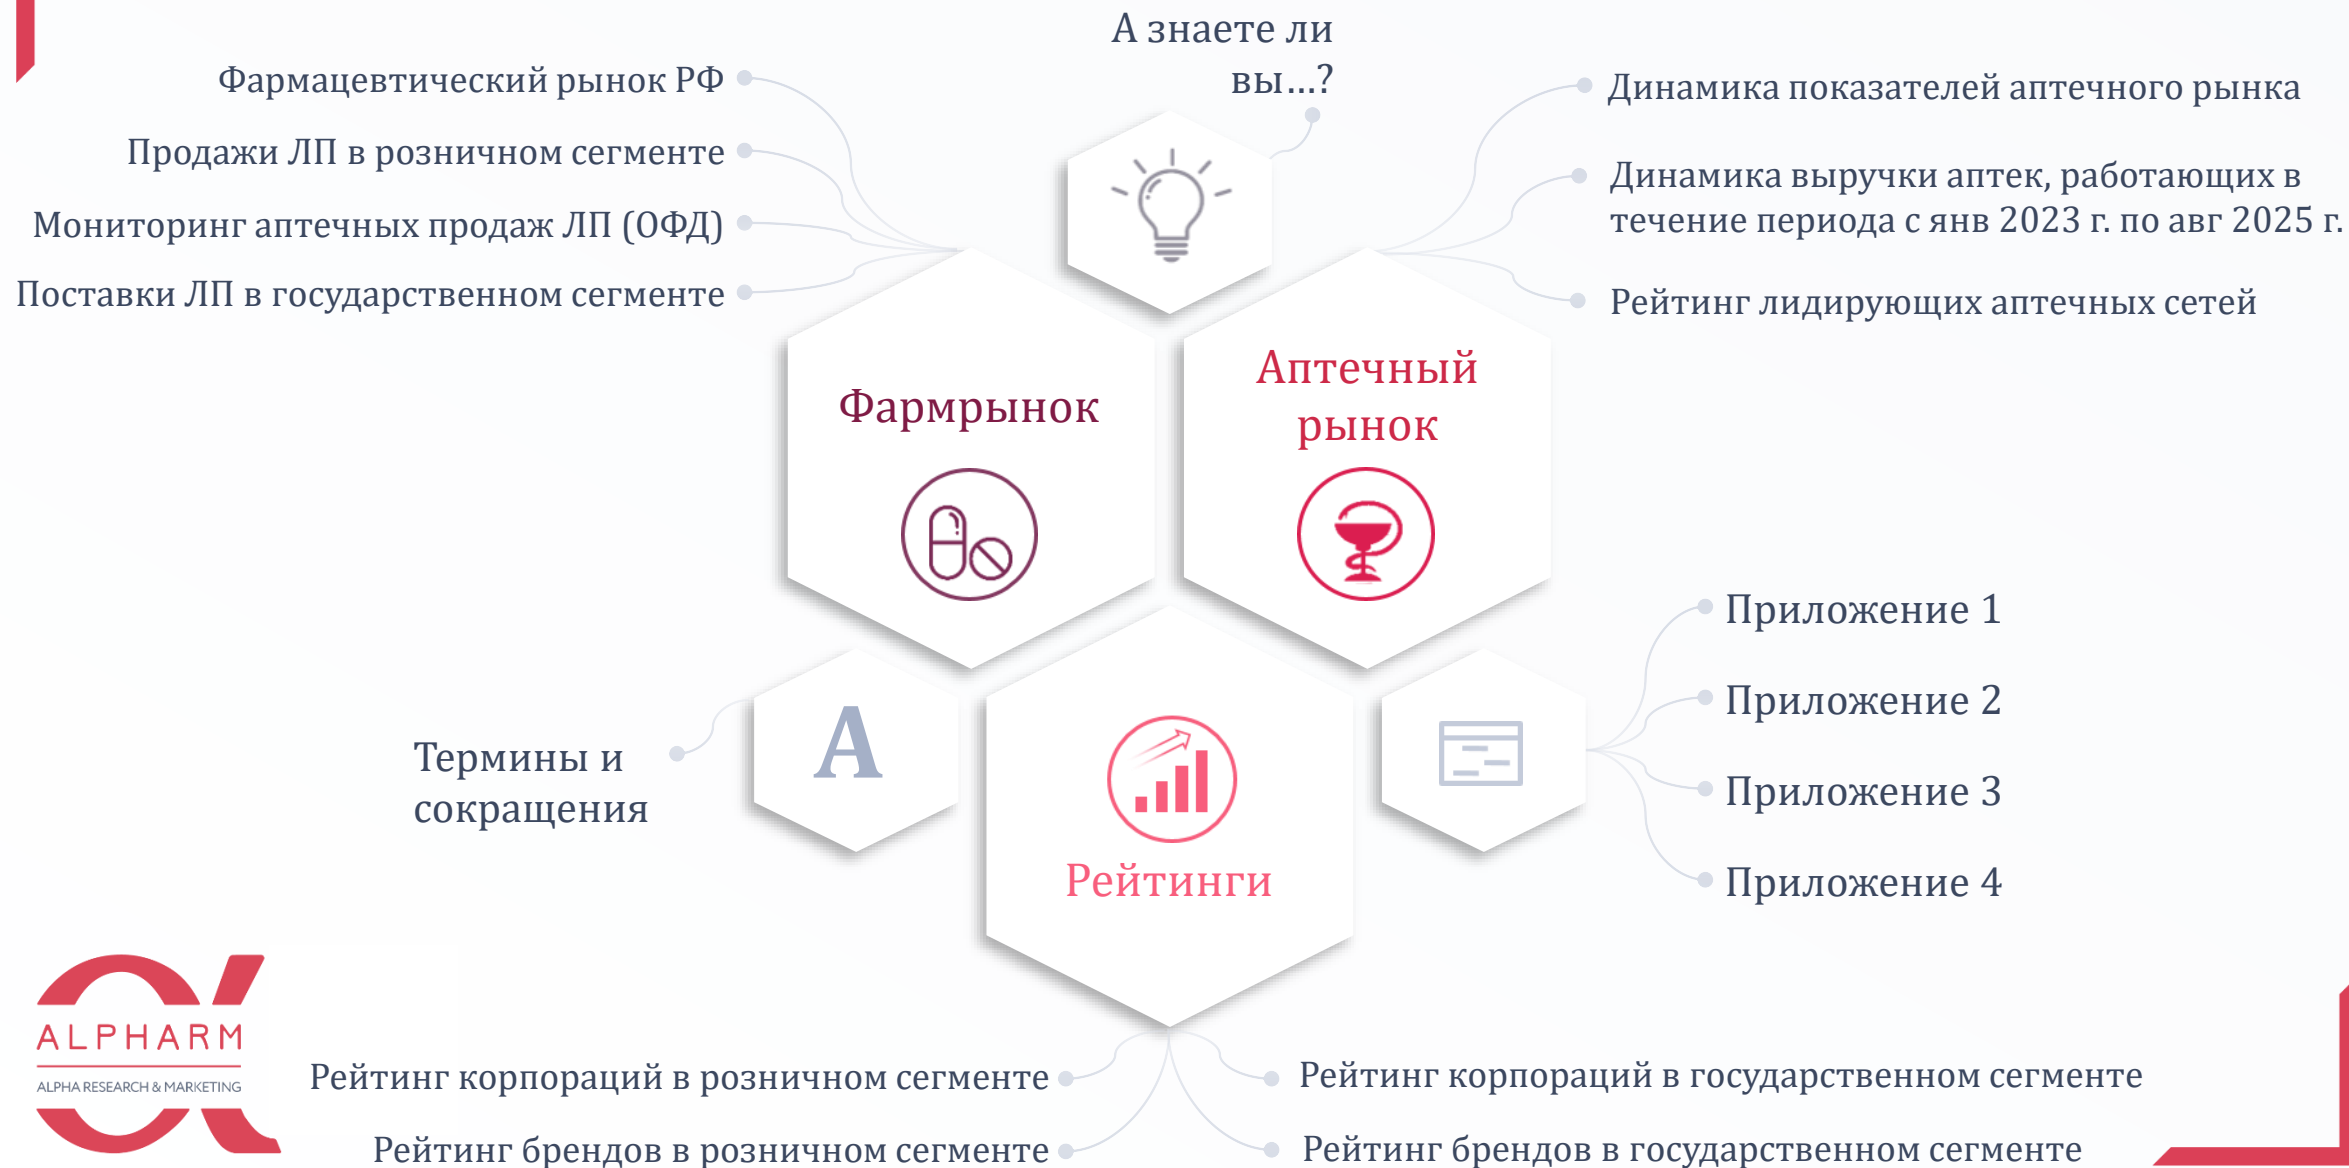 А знаете ли
вы...?
Фармацевтический рынок РФ
Продажи ЛП в розничном сегменте
Мониторинг аптечных продаж ЛП (ОФД)
Поставки ЛП в государственном сегменте
Динамика показателей аптечного рынка
Динамика выручки аптек, работающих в
течение периода с янв 2023 г. по авг 2025 г.
Рейтинг лидирующих аптечных сетей
Фармрынок
Аптечный
рынок
Термины и
сокращения
А
Рейтинги
Приложение 1
Приложение 2
Приложение 3
Приложение 4
ALPHARM
ALPHA RESEARCH & MARKETING
Рейтинг корпораций в розничном сегменте
Рейтинг брендов в розничном сегменте
Рейтинг корпораций в государственном сегменте
Рейтинг брендов в государственном сегменте